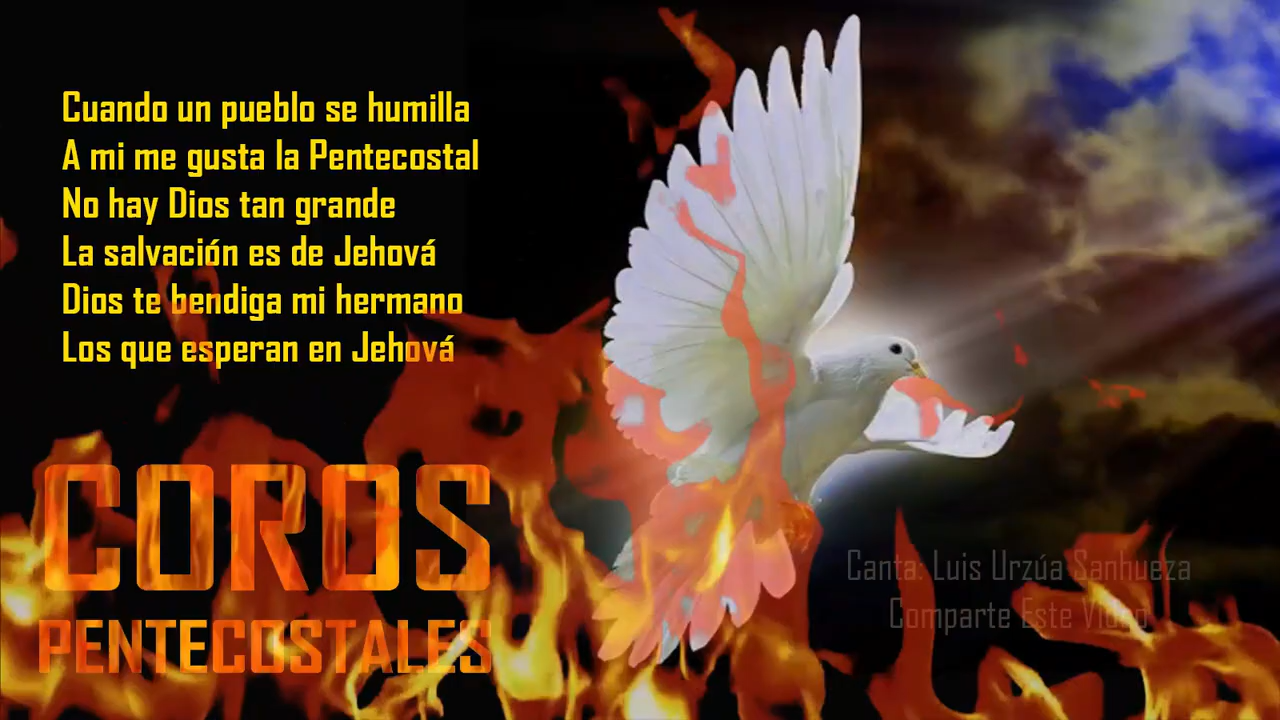 Cuando un pueblo se humilla
A mi me gusta la Pentecostal
No hay Dios tan grande
La salvación es de Jehová
Dios te bendiga mi hermano
Los que esperan en Jehová
COROS
PENTECOSTALES
Canta: Luis Urzúa Sanhueza
Comparte Este Video